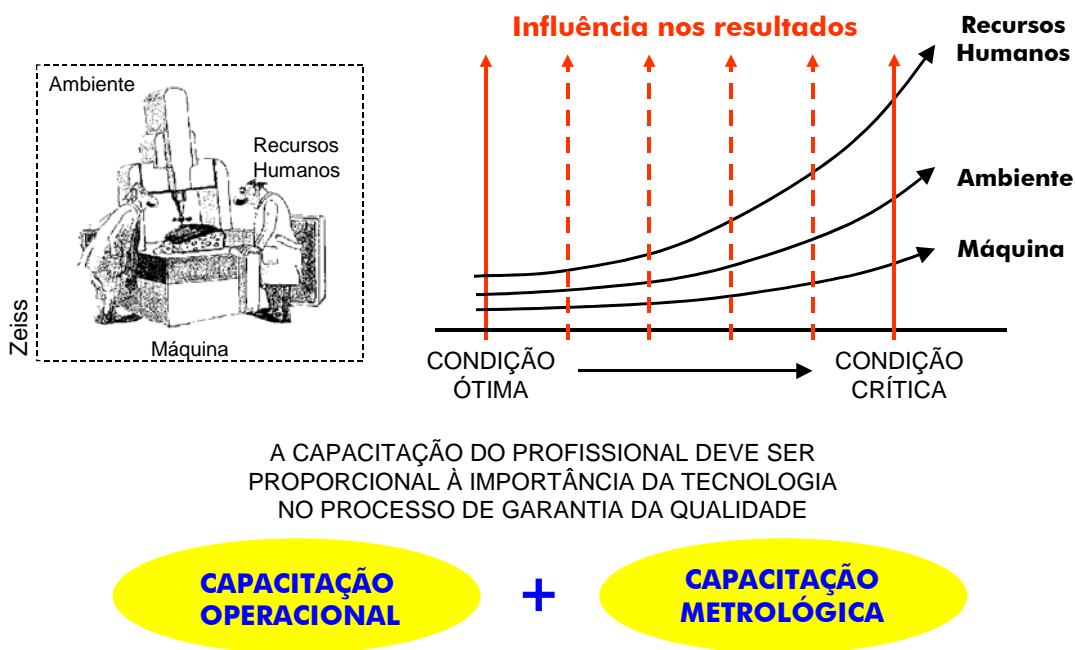 Influência nos resultados
Recursos
Humanos
Ambiente
Máquina
Ambiente
Recursos
Humanos
Máquina
Zeiss
CONDIÇÃO
ÓTIMA
CONDIÇÃO
CRÍTICA
A CAPACITAÇÃO DO PROFISSIONAL DEVE SER
PROPORCIONAL À IMPORTÂNCIA DA TECNOLOGIA
NO PROCESSO DE GARANTIA DA QUALIDADE
CAPACITAÇÃO
OPERACIONAL
+
CAPACITAÇÃO
METROLÓGICA